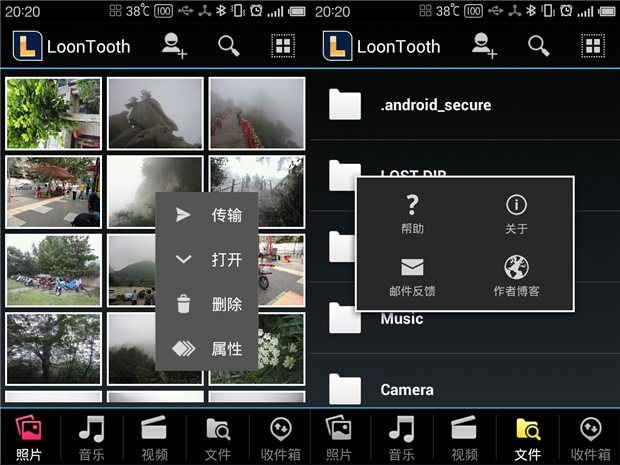 20:20
38℃
100
LoonTooth
传输
打开
删除
属性
照片
音乐
视频
文件
收件箱
20:20
38℃
100
LoonTooth
.android_secure
LOST.DIR
帮助
关于
邮件反馈
作者博客
Music
Camera
照片
音乐
视频
文件
收件箱